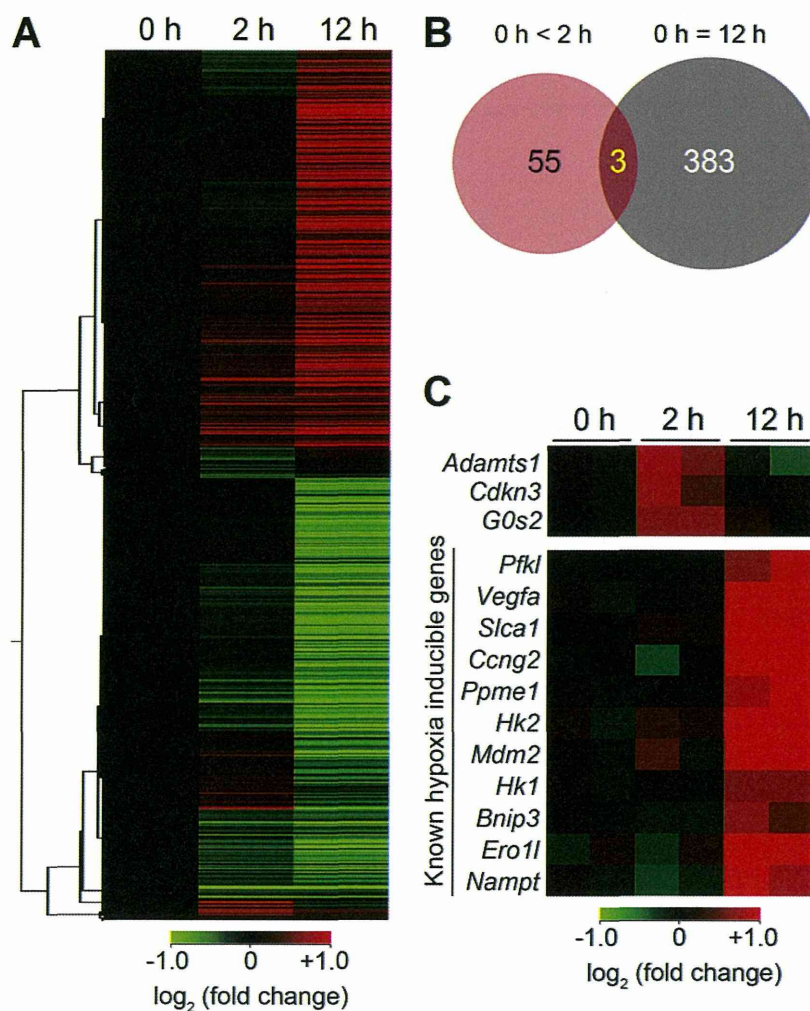 A
0 h 2 h 12 h
-1.0 0 +1.0
log2 (fold change)
B
0 h < 2 h 0 h = 12 h
55 3 383
C
0 h 2 h 12 h
Adamts1
Cdkn3
G0s2
Known hypoxia inducible genes
Pfkl
Vegfa
Slca1
Ccng2
Ppme1
Hk2
Mdm2
Hk1
Bnip3
Ero1l
Nampt
-1.0 0 +1.0
log2 (fold change)